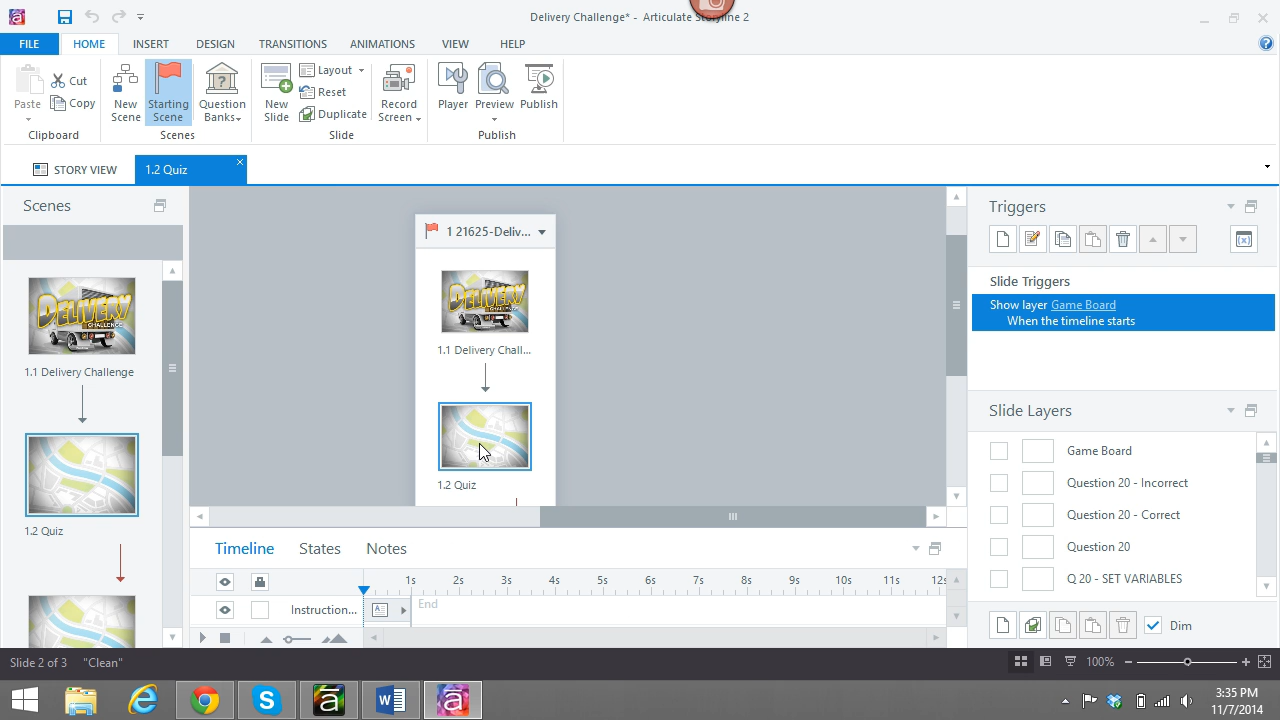 Delivery Challenge* - Articulate Storyline 2
FILE HOME INSERT DESIGN TRANSITIONS ANIMATIONS VIEW HELP
Paste
Cut
Copy
Clipboard
New Scene
Starting Scene
Question Banks
Scenes
New Slide
Layout
Reset
Duplicate
Slide
Record Screen
Player
Preview
Publish
Publish
STORY VIEW
1.2 Quiz
Scenes
DELIVERY
CHALLENGE
1.1 Delivery Challenge
1.2 Quiz
1 21625-Deliv...
DELIVERY
CHALLENGE
1.1 Delivery Chall...
1.2 Quiz
Triggers
Slide Triggers
Show layer Game Board
When the timeline starts
Slide Layers
Game Board
Question 20 - Incorrect
Question 20 - Correct
Question 20
Q 20 - SET VARIABLES
Dim
Timeline States Notes
1s 2s 3s 4s 5s 6s 7s 8s 9s 10s 11s 12s
Instruction...
End
Slide 2 of 3 "Clean"
100%
3:35 PM
11/7/2014